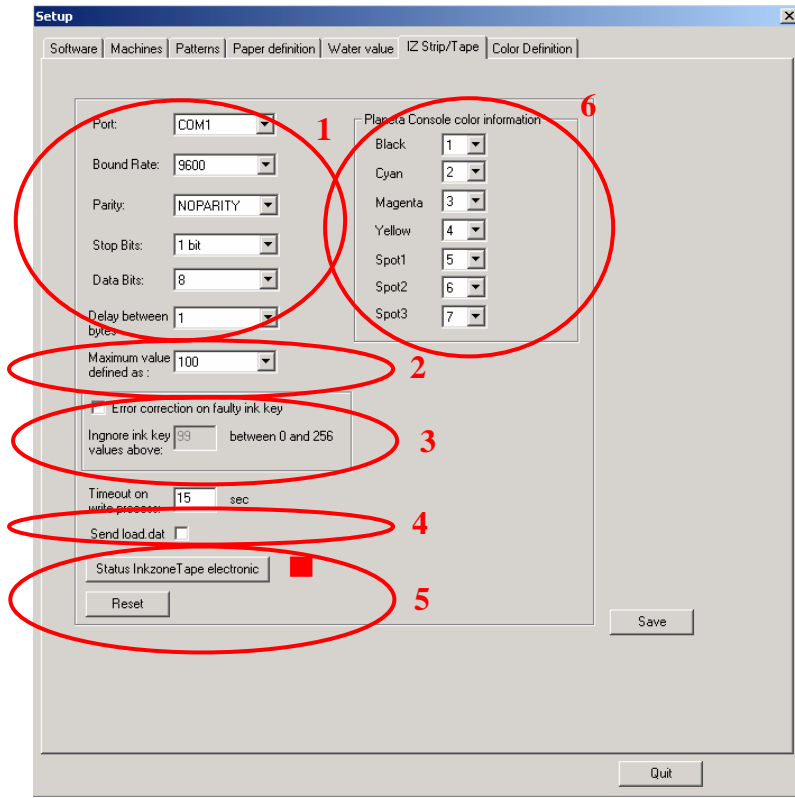 Setup
Software Machines Patterns Paper definition Water value IZ Strip/Tape Color Definition
Port: COM1
1
Bound Rate: 9600
Parity: NOPARITY
Stop Bits: 1 bit
Data Bits: 8
Delay between bytes 1
Maximum value defined as : 100
2
Error correction on faulty ink key
Ingnore ink key values above: 99 between 0 and 256
3
Timeout on write process: 15 sec
Send load.dat
4
Status InkzoneTape electronic
Reset
5
6
Planeta Console color information
Black 1
Cyan 2
Magenta 3
Yellow 4
Spot1 5
Spot2 6
Spot3 7
Save
Quit